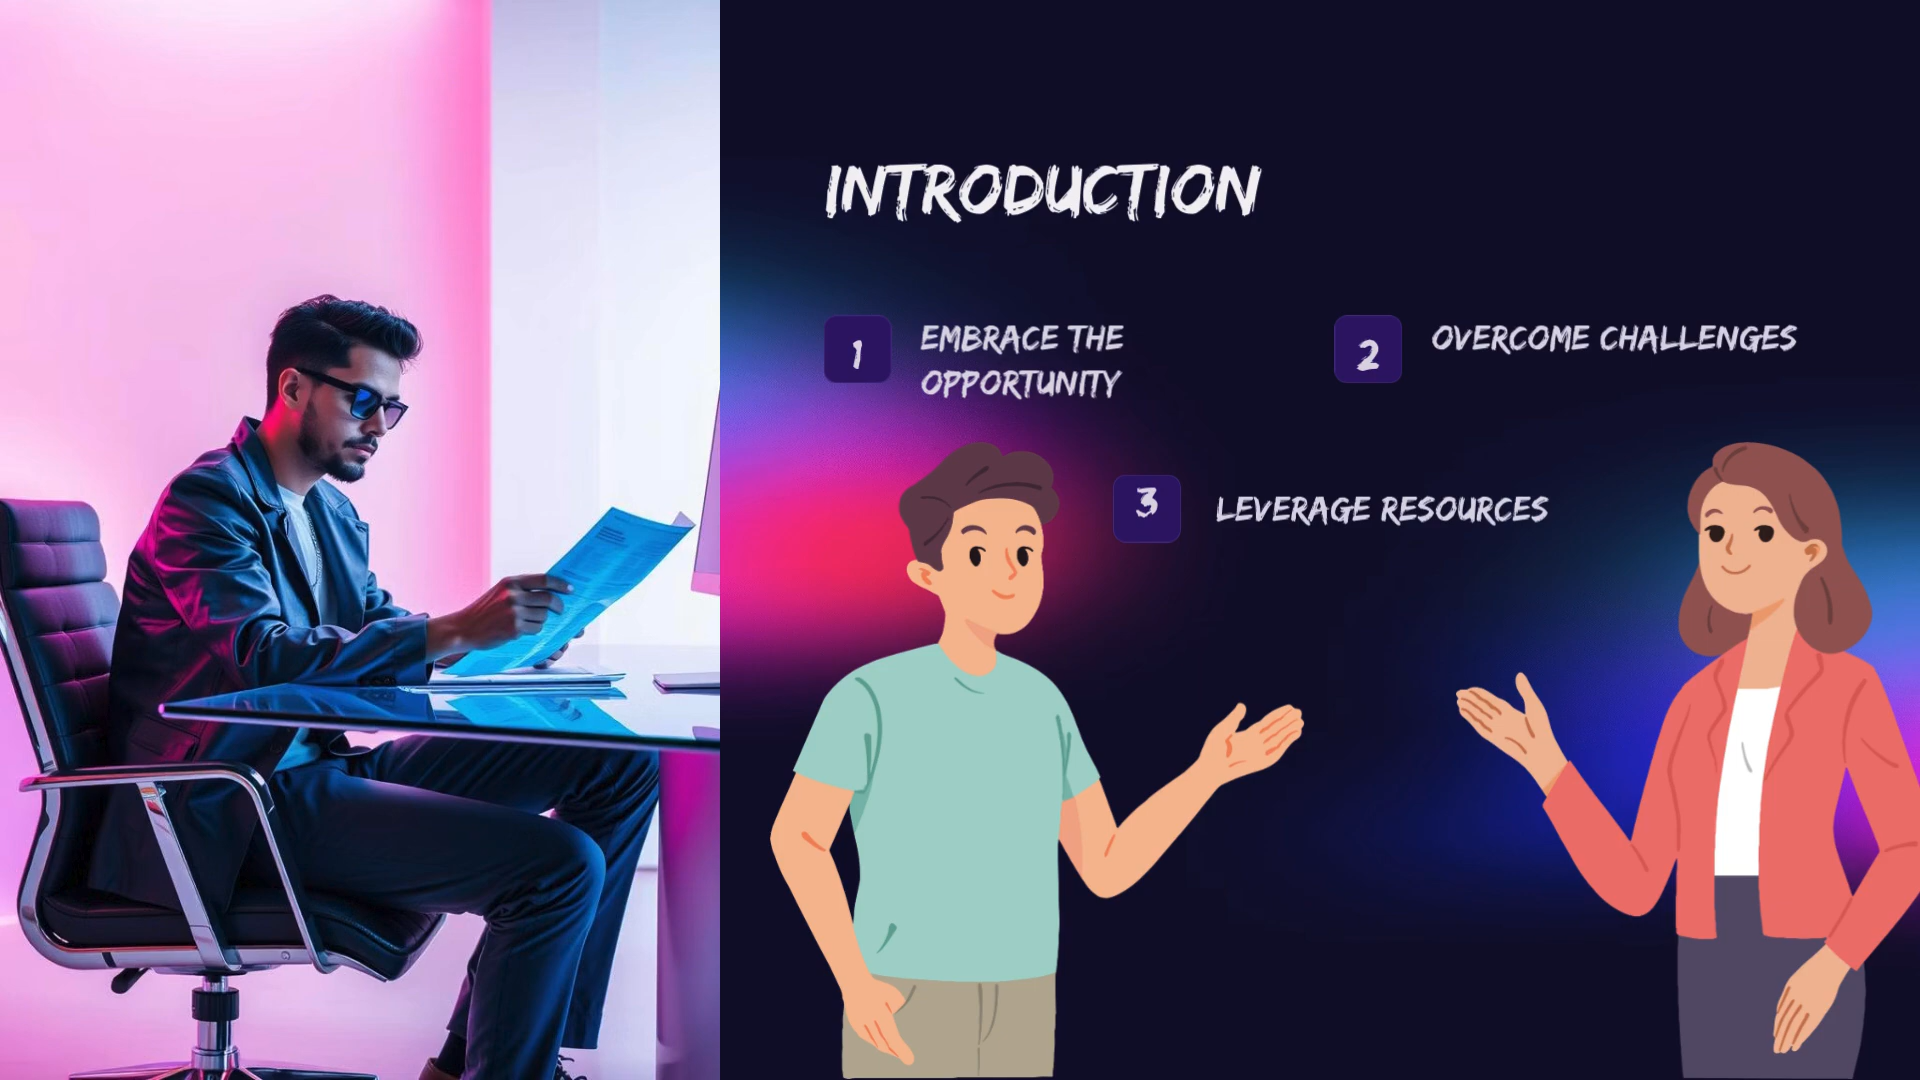 INTRODUCTION
1
EMBRACE THE
OPPORTUNITY
2
OVERCOME CHALLENGES
3
LEVERAGE RESOURCES